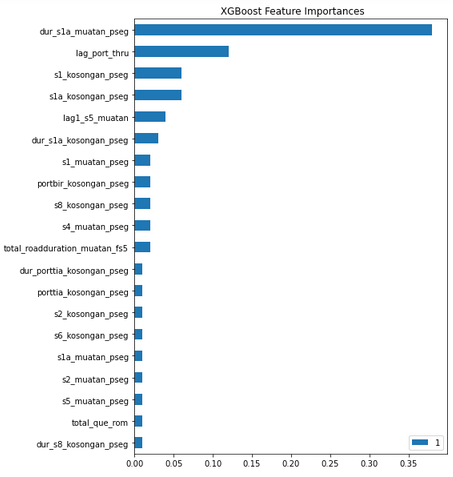 XGBoost Feature Importances
dur_s1a_muatan_pseg
lag_port_thru
s1_kosongan_pseg
s1a_kosongan_pseg
lag1_s5_muatan
dur_s1a_kosongan_pseg
s1_muatan_pseg
portbir_kosongan_pseg
s8_kosongan_pseg
s4_muatan_pseg
total_roadduration_muatan_fs5
dur_porttia_kosongan_pseg
porttia_kosongan_pseg
s2_kosongan_pseg
s6_kosongan_pseg
s1a_muatan_pseg
s2_muatan_pseg
s5_muatan_pseg
total_que_rom
dur_s8_kosongan_pseg
1
0.00 0.05 0.10 0.15 0.20 0.25 0.30 0.35